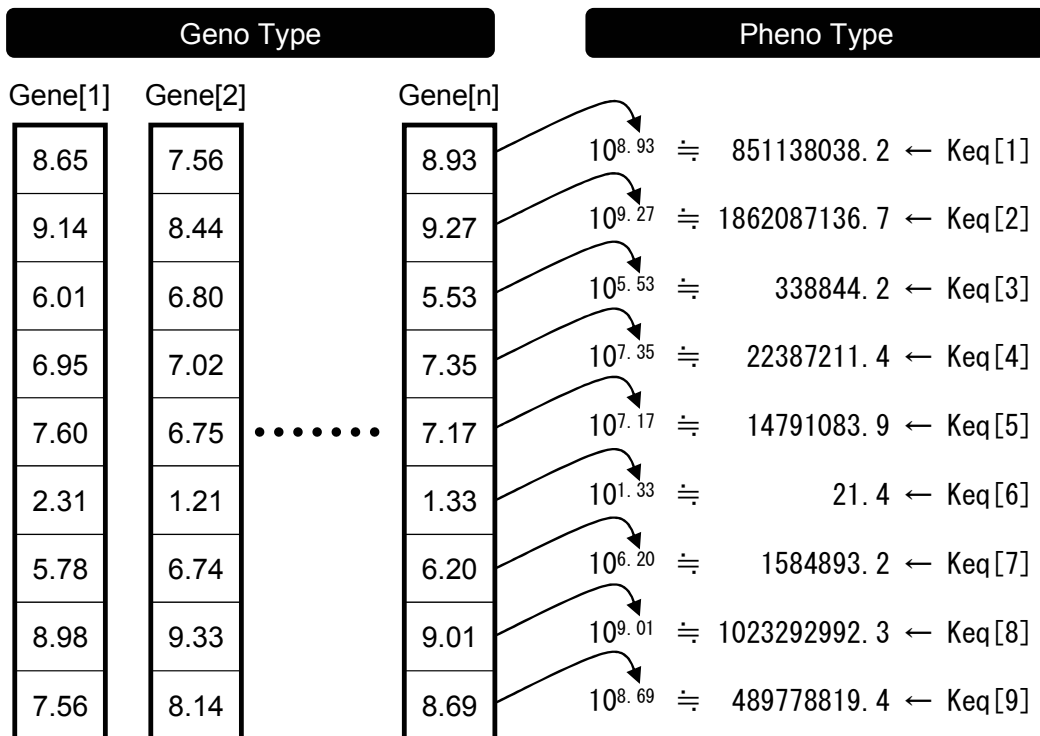 Geno Type Pheno Type
Gene[1] Gene[2] Gene[n]
8.65 7.56 8.93 10^8.93 ≒ 851138038.2 ← Keq[1]
9.14 8.44 9.27 10^9.27 ≒ 1862087136.7 ← Keq[2]
6.01 6.80 5.53 10^5.53 ≒ 338844.2 ← Keq[3]
6.95 7.02 7.35 10^7.35 ≒ 22387211.4 ← Keq[4]
7.60 6.75 ······· 7.17 10^7.17 ≒ 14791083.9 ← Keq[5]
2.31 1.21 1.33 10^1.33 ≒ 21.4 ← Keq[6]
5.78 6.74 6.20 10^6.20 ≒ 1584893.2 ← Keq[7]
8.98 9.33 9.01 10^9.01 ≒ 1023292992.3 ← Keq[8]
7.56 8.14 8.69 10^8.69 ≒ 489778819.4 ← Keq[9]